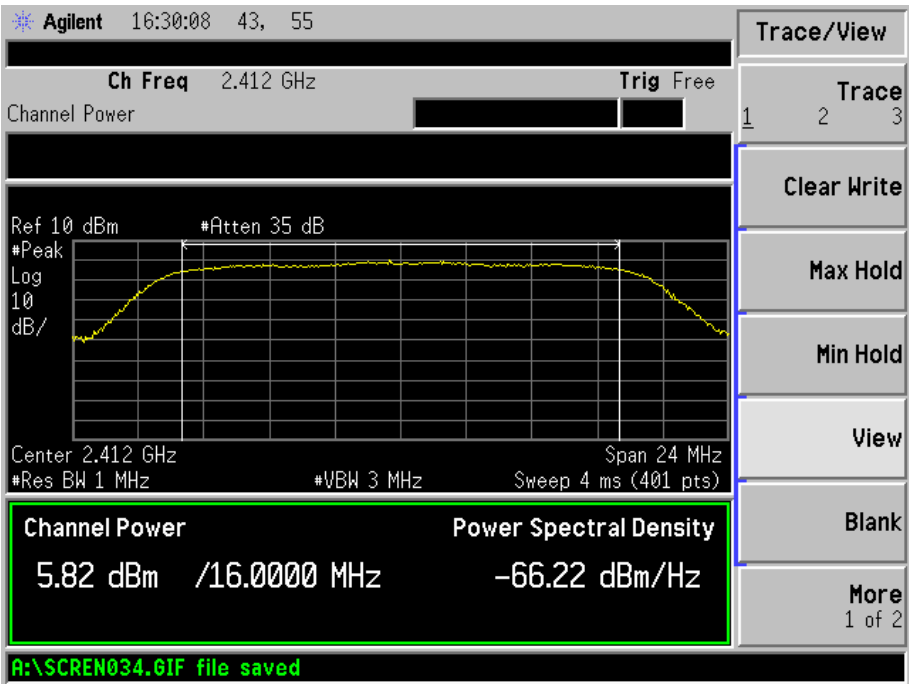 Agilent 16:30:08 43, 55
Trace/View
Ch Freq 2.412 GHz Trig Free
Channel Power
Trace
1 2 3
Clear Write
Ref 10 dBm #Atten 35 dB
#Peak
Log
10
dB/
Max Hold
Min Hold
View
Center 2.412 GHz Span 24 MHz
#Res BW 1 MHz #VBW 3 MHz Sweep 4 ms (401 pts)
Channel Power Power Spectral Density
5.82 dBm /16.0000 MHz -66.22 dBm/Hz
Blank
More
1 of 2
A:\SCREN034.GIF file saved